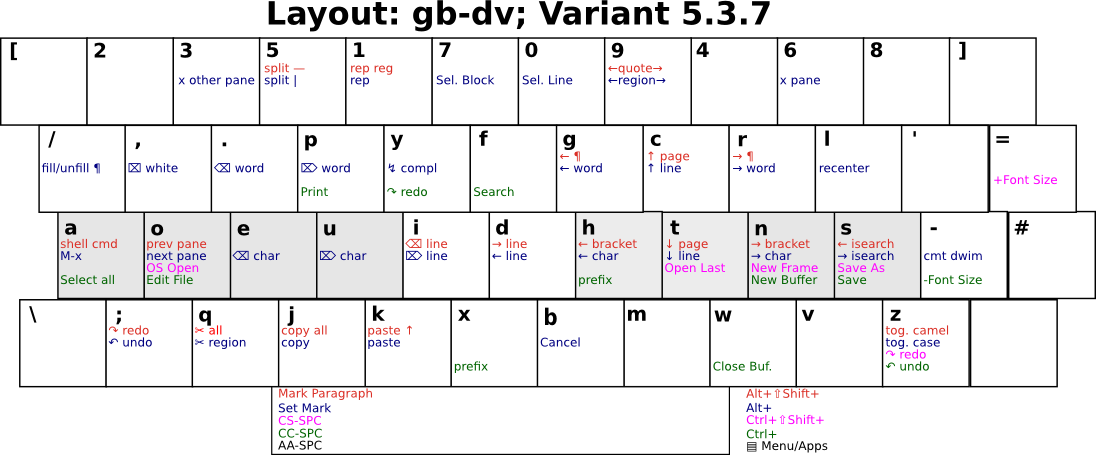 Layout: gb-dv; Variant 5.3.7
[
2
3
x other pane
5
split —
split |
1
rep reg
rep
7
Sel. Block
0
Sel. Line
9
←quote→
←region→
4
6
x pane
8
]
/
fill/unfill ¶
,
⌧ white
.
⌫ word
p
⌦ word
Print
y
↯ compl
↷ redo
f
Search
g
← ¶
← word
c
↑ page
↑ line
r
→ ¶
→ word
l
recenter
'
=
+Font Size
a
shell cmd
M-x
Select all
o
prev pane
next pane
OS Open
Edit File
e
⌫ char
u
⌦ char
i
⌫ line
⌦ line
d
→ line
← line
h
← bracket
← char
prefix
t
↓ page
↓ line
Open Last
n
→ bracket
→ char
New Frame
New Buffer
s
← isearch
→ isearch
Save As
Save
-
cmt dwim
-Font Size
#
\
;
↷ redo
↶ undo
q
✂ all
✂ region
j
copy all
copy
k
paste ↑
paste
x
prefix
b
Cancel
m
w
Close Buf.
v
z
tog. camel
tog. case
↷ redo
↶ undo
Mark Paragraph
Set Mark
CS-SPC
CC-SPC
AA-SPC
Alt+⇧Shift+
Alt+
Ctrl+⇧Shift+
Ctrl+
▤ Menu/Apps